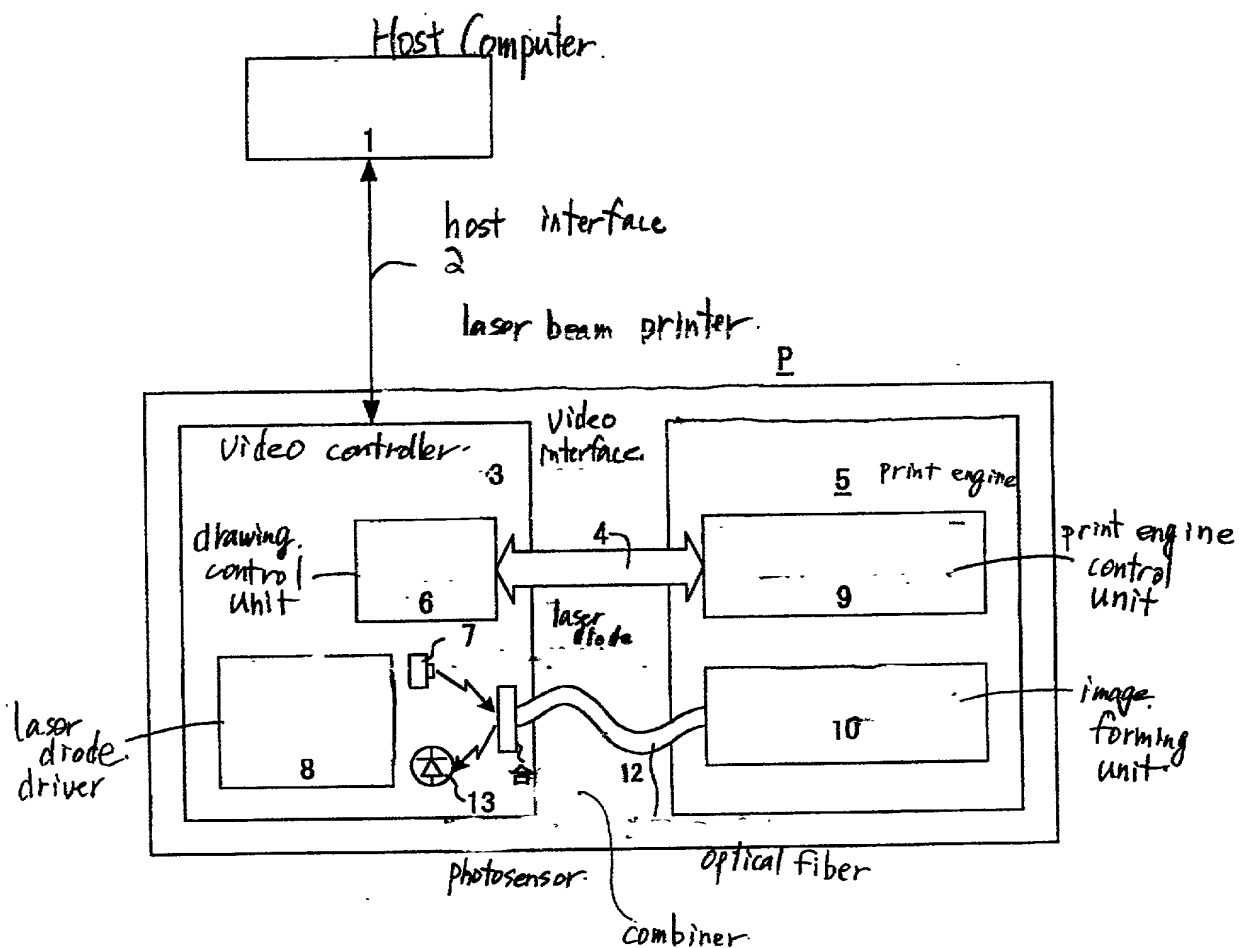 Host Computer.
1
host interface
2
laser beam printer.
P
Video controller.
3
Video
interface.
5 print engine
drawing.
control
unit
6
4
9
print engine
control
unit
7
laser
diode
laser
diode.
driver
8
13
合
12
10
image.
forming
unit.
photosensor.
optical fiber
combiner